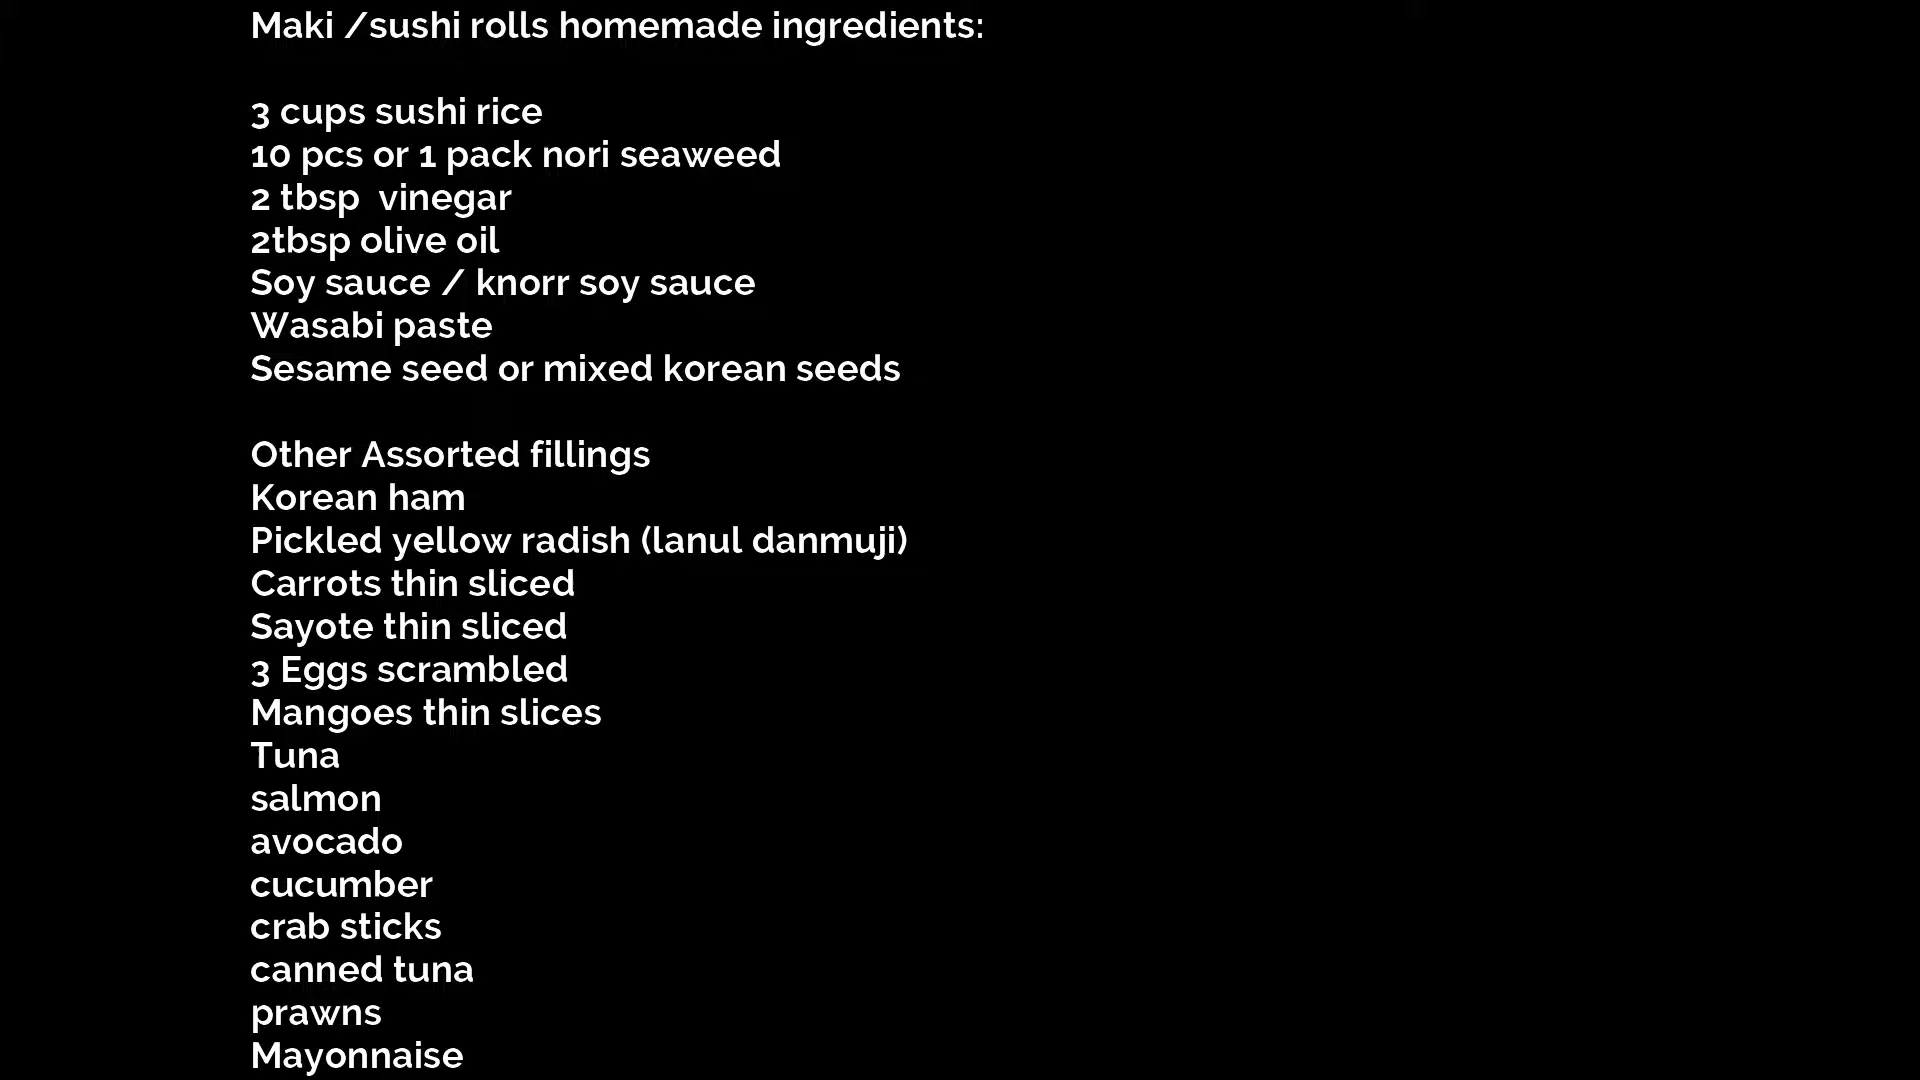 Maki /sushi rolls homemade ingredients:
3 cups sushi rice
10 pcs or 1 pack nori seaweed
2 tbsp  vinegar
2tbsp olive oil
Soy sauce / knorr soy sauce
Wasabi paste
Sesame seed or mixed korean seeds
Other Assorted fillings
Korean ham
Pickled yellow radish (lanul danmuji)
Carrots thin sliced
Sayote thin sliced
3 Eggs scrambled
Mangoes thin slices
Tuna
salmon
avocado
cucumber
crab sticks
canned tuna
prawns
Mayonnaise